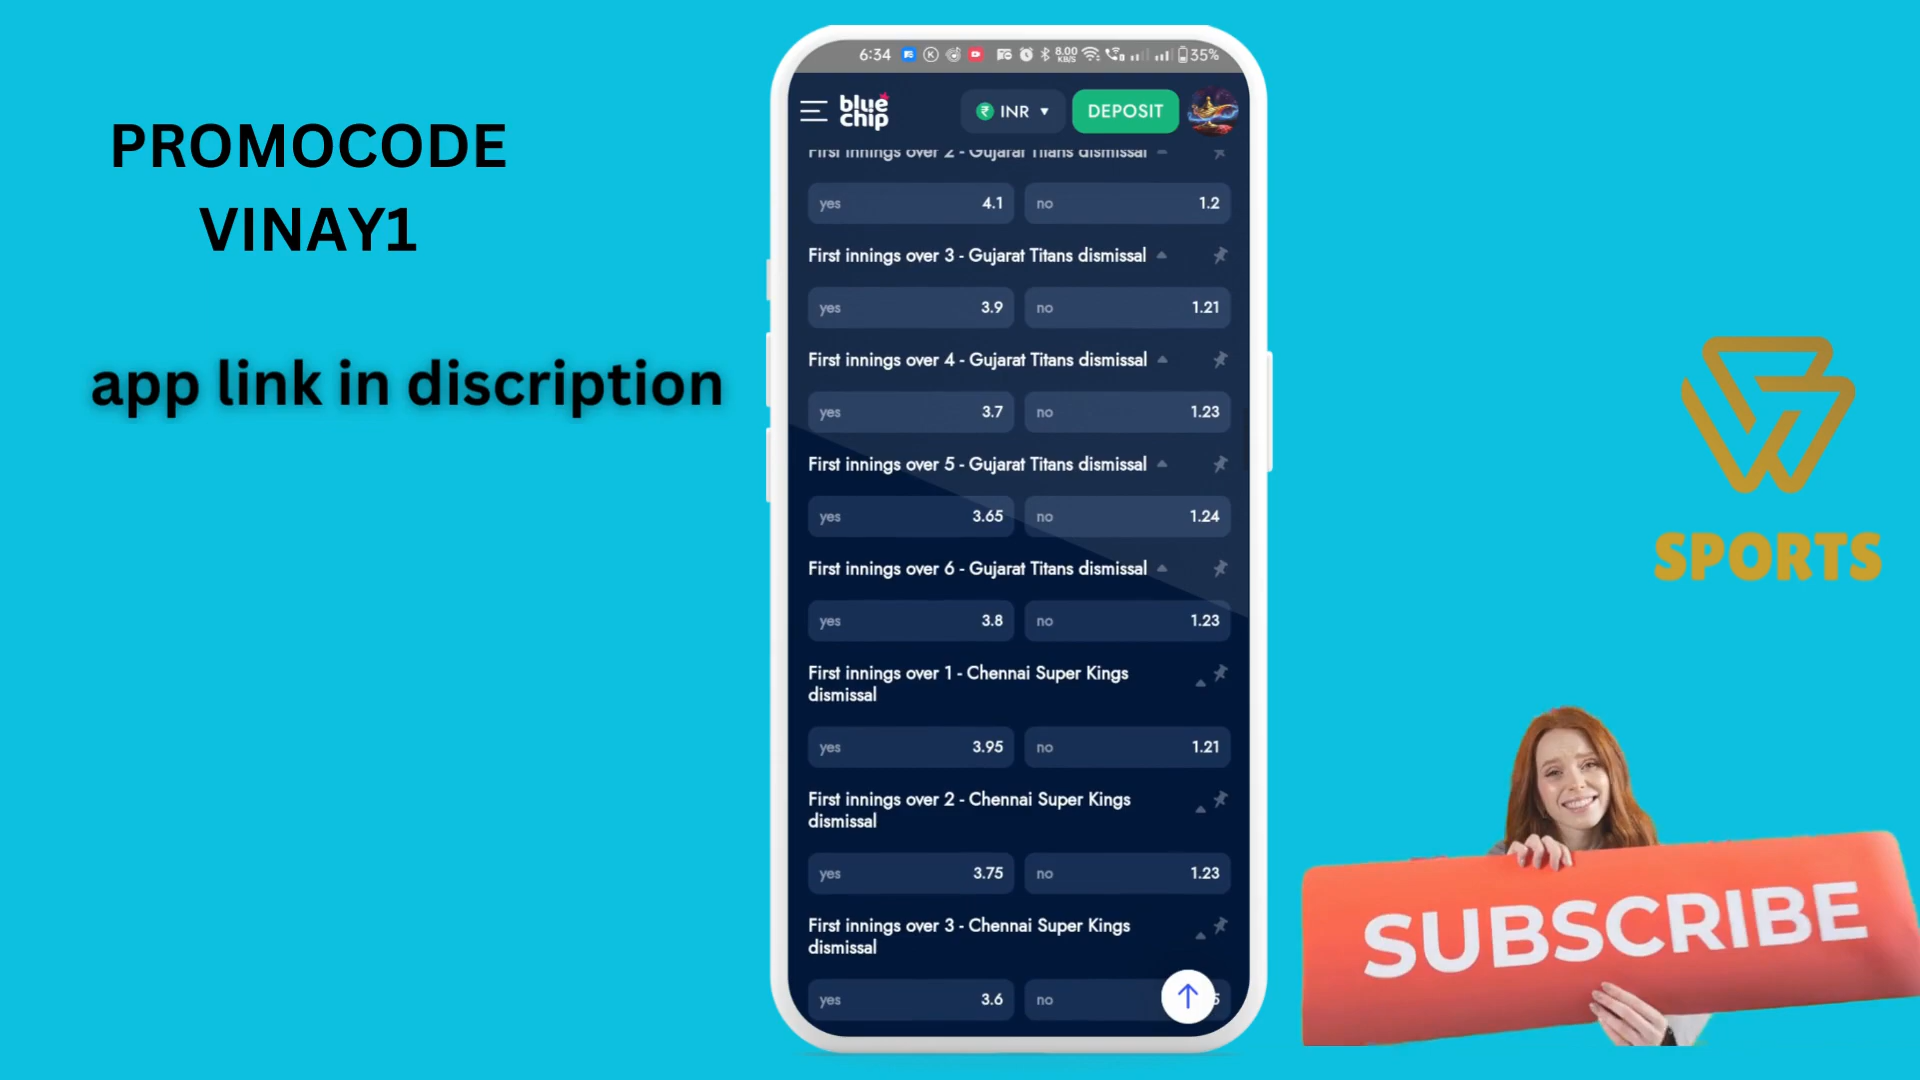 PROMOCODE
VINAY1
app link in discription
6:34
8.00
KB/S
35%
blue
chip
INR
DEPOSIT
First innings over 2 - Gujarat Titans dismissal
yes 4.1 no 1.2
First innings over 3 - Gujarat Titans dismissal
yes 3.9 no 1.21
First innings over 4 - Gujarat Titans dismissal
yes 3.7 no 1.23
First innings over 5 - Gujarat Titans dismissal
yes 3.65 no 1.24
First innings over 6 - Gujarat Titans dismissal
yes 3.8 no 1.23
First innings over 1 - Chennai Super Kings
dismissal
yes 3.95 no 1.21
First innings over 2 - Chennai Super Kings
dismissal
yes 3.75 no 1.23
First innings over 3 - Chennai Super Kings
dismissal
yes 3.6 no
SPORTS
SUBSCRIBE